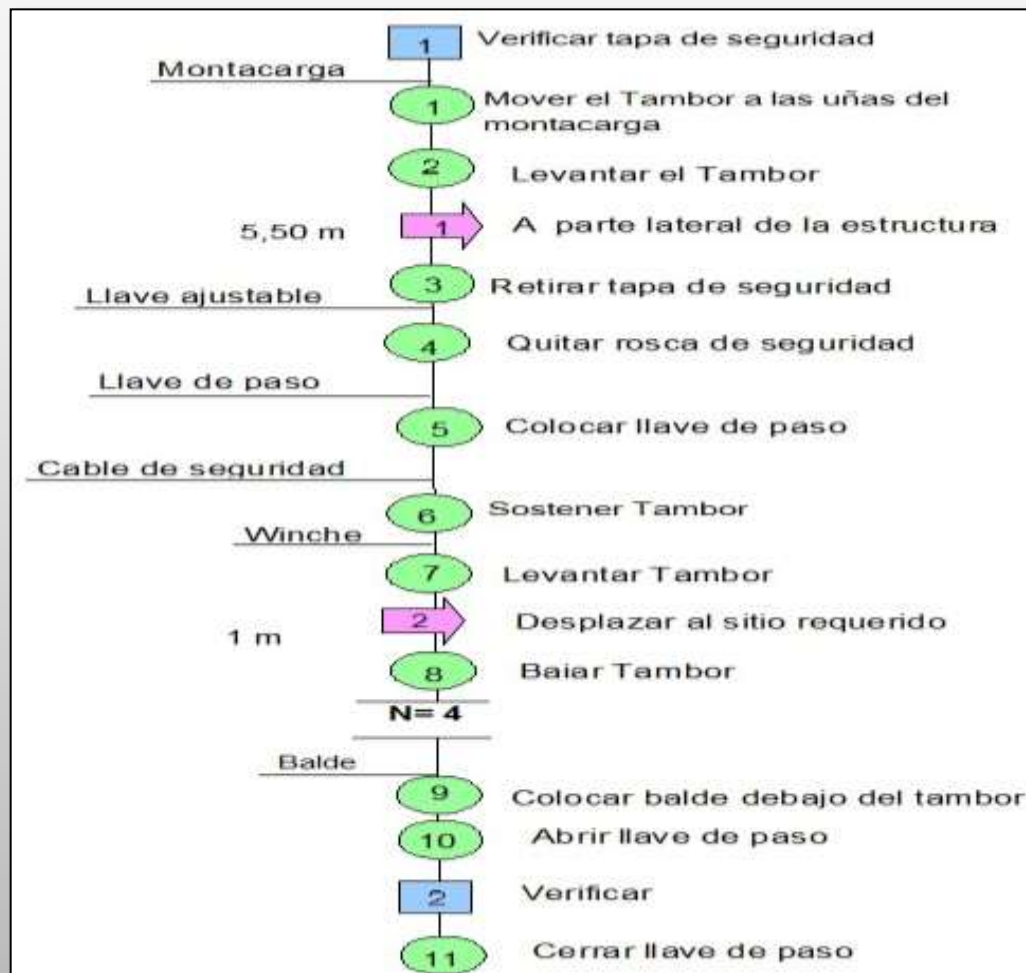 1 Verificar tapa de seguridad
Montacarga
1 Mover el Tambor a las uñas del
montacarga
2 Levantar el Tambor
5,50 m 1 A parte lateral de la estructura
3 Retirar tapa de seguridad
Llave ajustable
4 Quitar rosca de seguridad
Llave de paso
5 Colocar llave de paso
Cable de seguridad
6 Sostener Tambor
Winche
7 Levantar Tambor
1 m 2 Desplazar al sitio requerido
8 Baiar Tambor
N= 4
Balde
9 Colocar balde debajo del tambor
10 Abrir llave de paso
2 Verificar
11 Cerrar llave de paso